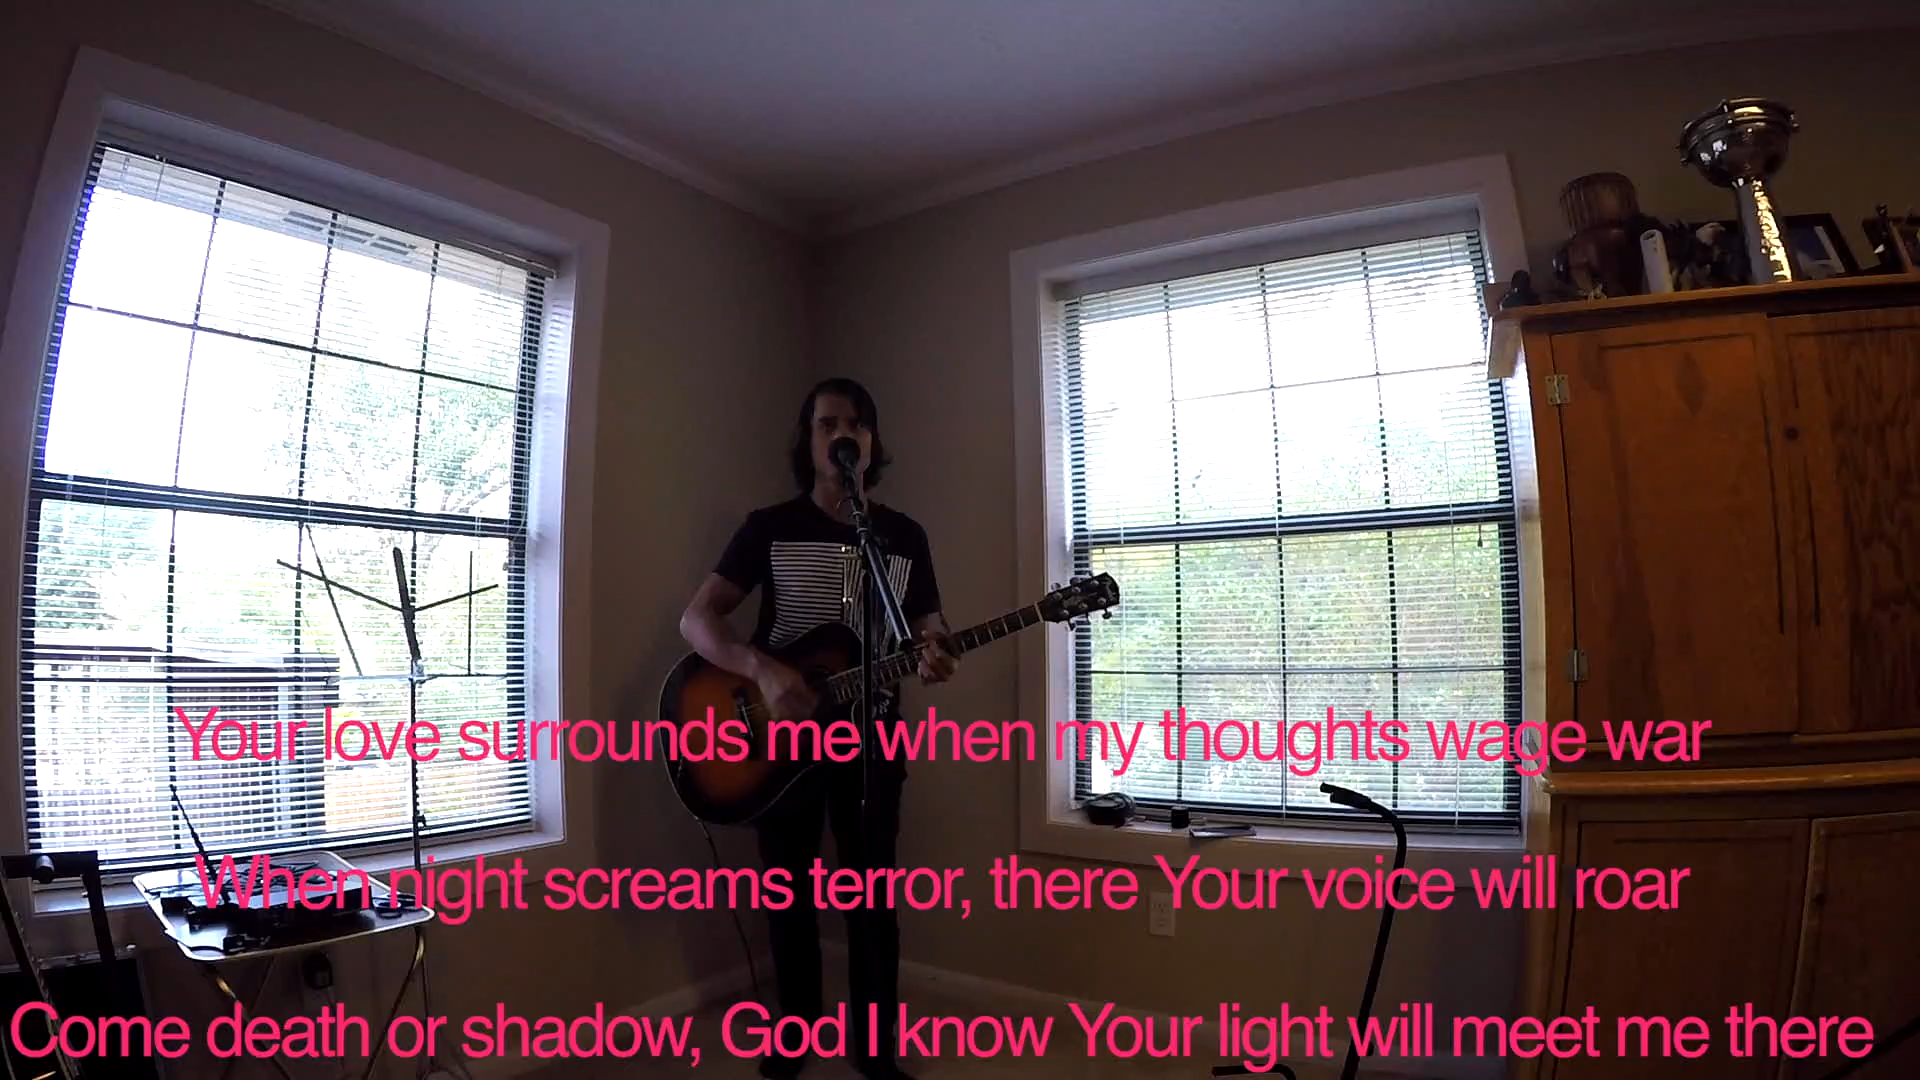 Your love surrounds me when my thoughts wage war
When night screams terror, there Your voice will roar
Come death or shadow, God I know Your light will meet me there